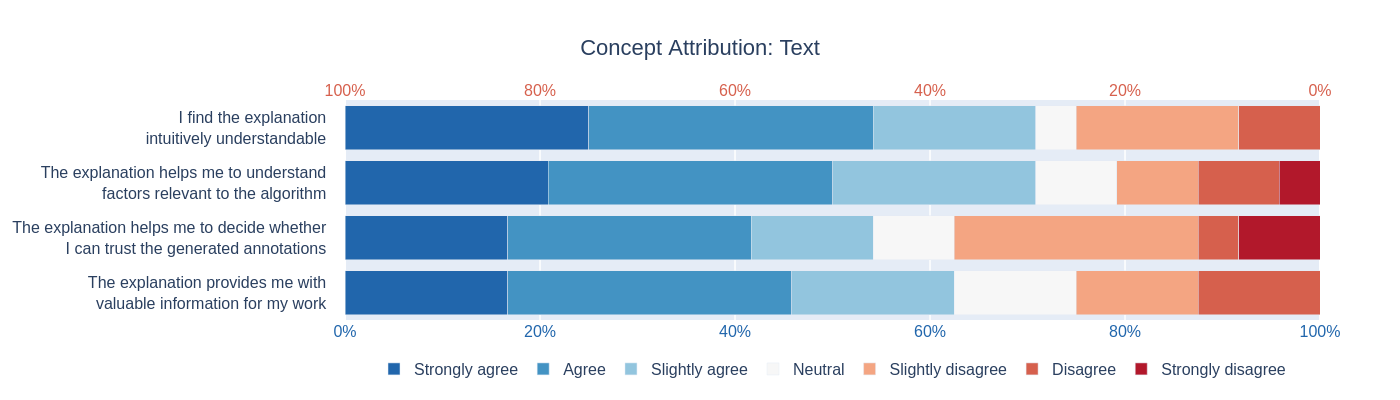 Concept Attribution: Text
100% 80% 60% 40% 20% 0%
I find the explanation
intuitively understandable
The explanation helps me to understand
factors relevant to the algorithm
The explanation helps me to decide whether
I can trust the generated annotations
The explanation provides me with
valuable information for my work
0% 20% 40% 60% 80% 100%
Strongly agree Agree Slightly agree Neutral Slightly disagree Disagree Strongly disagree